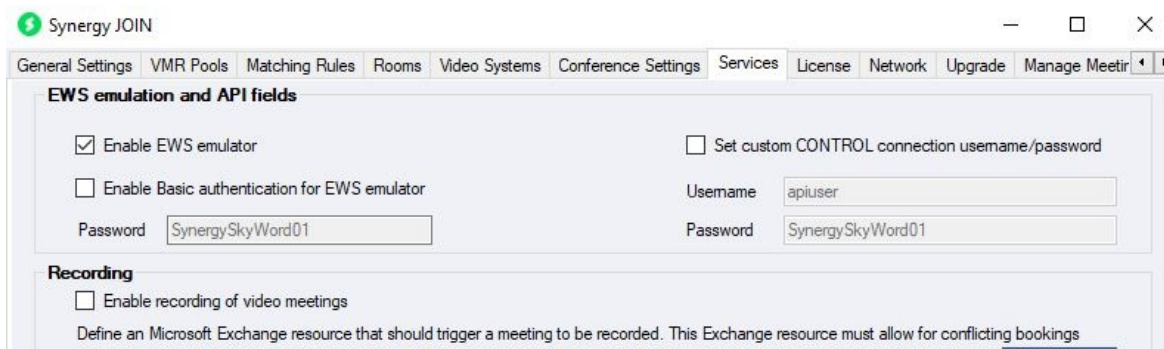 Synergy JOIN
General Settings VMR Pools Matching Rules Rooms Video Systems Conference Settings Services License Network Upgrade Manage Meetir
EWS emulation and API fields
Enable EWS emulator Set custom CONTROL connection username/password
Enable Basic authentication for EWS emulator Username apiuser
Password SynergySkyWord01 Password SynergySkyWord01
Recording
Enable recording of video meetings
Define an Microsoft Exchange resource that should trigger a meeting to be recorded. This Exchange resource must allow for conflicting bookings